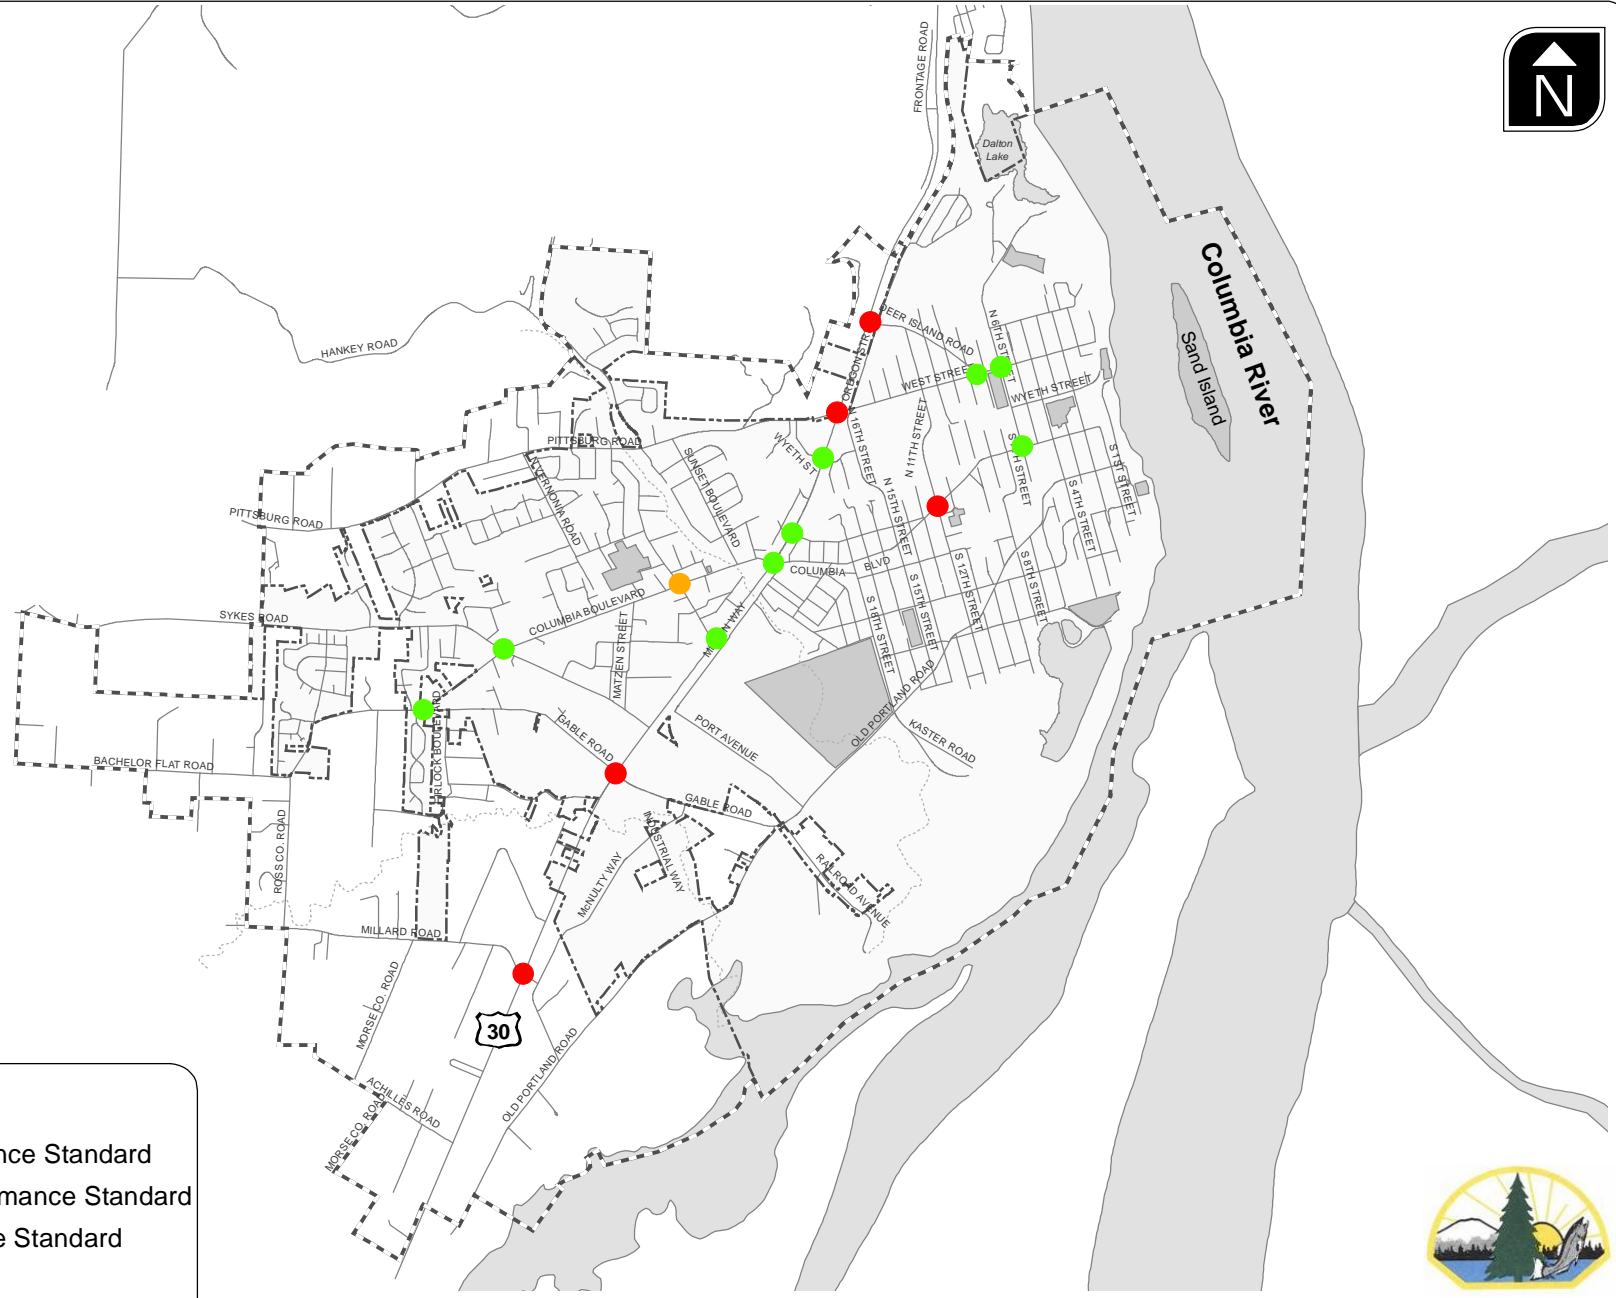 FRONTAGE ROAD
N
Dalton
Lake
Columbia River
Sand Island
DEER ISLAND ROAD
N 6TH STREET
HANKEY ROAD
OREGON STR
WEST STREET
WYETH STREET
N 16TH STREET
N 11TH STREET
WYETH ST
PITTSBURG ROAD
SUNSET BOULEVARD
N VERNONIA ROAD
S 1ST STREET
S 4TH STREET
N 15TH STREET
PITTSBURG ROAD
COLUMBIA
BLVD
S 12TH STREET
S 8TH STREET
S 15TH STREET
S 18TH STREET
COLUMBIA BOULEVARD
SYKES ROAD
MATZEN STREET
N WAY
OLD PORTLAND ROAD
KASTER ROAD
PORT AVENUE
GABLE ROAD
BACHELOR FLAT ROAD
RLOCK BOULEVARD
GABLE ROAD
INDUSTRIAL WAY
RAILROAD AVENUE
ROSS CO. ROAD
McNULTY WAY
MILLARD ROAD
MORSE CO. ROAD
30
OLD PORTLAND ROAD
ACHILLES ROAD
MORSE CO. ROAD
nce Standard
mance Standard
e Standard